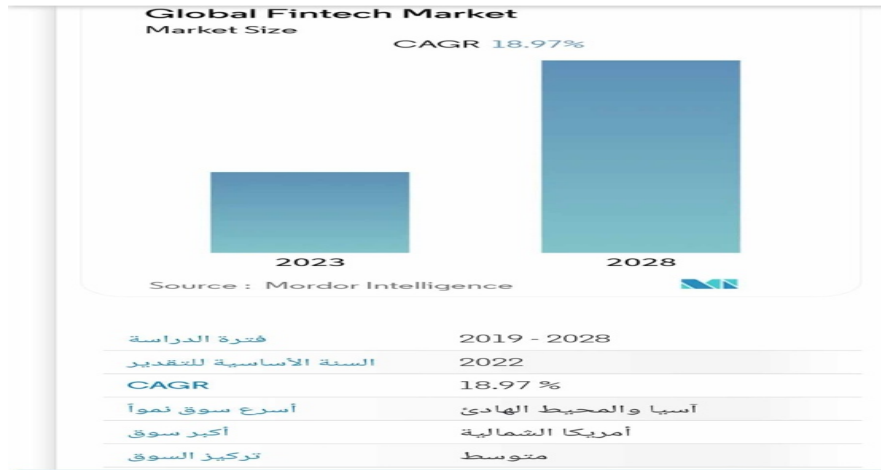 Global Fintech Market
Market Size
CAGR 18.97%
2023 2028
Source : Mordor Intelligence
فترة الدراسة 2019 - 2028
السنة الأساسية للتقدير 2022
CAGR 18.97 %
أسرع سوق نمواً آسيا والمحيط الهادئ
أكبر سوق أمريكا الشمالية
تركيز السوق متوسط